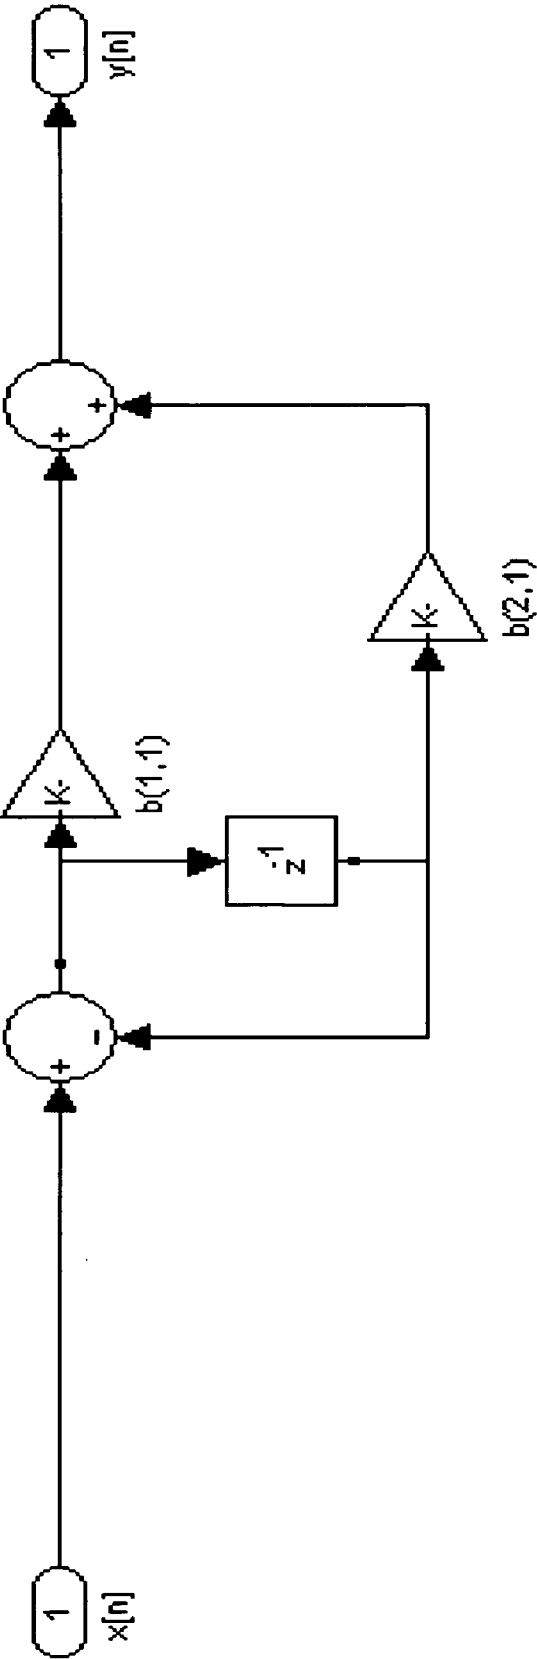 1
x[n]
+
-
K-
b(1,1)
-1
z
K-
b(2,1)
+
+
1
y[n]